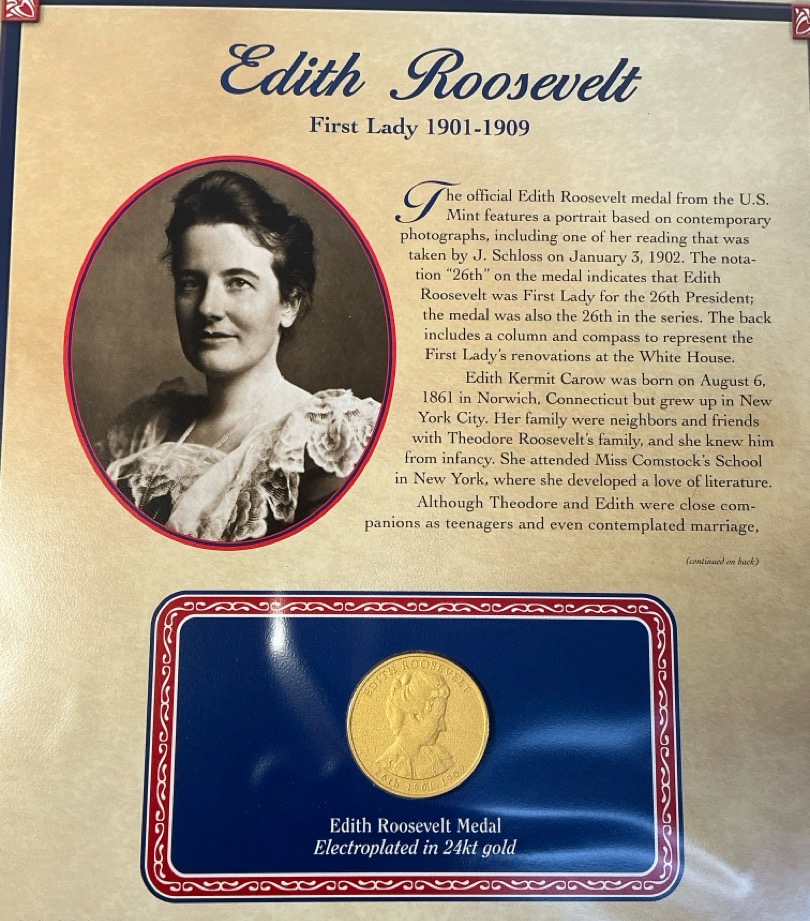 Edith Roosevelt
First Lady 1901-1909
The official Edith Roosevelt medal from the U.S.
Mint features a portrait based on contemporary
photographs, including one of her reading that was
taken by J. Schloss on January 3, 1902. The nota-
tion "26th" on the medal indicates that Edith
Roosevelt was First Lady for the 26th President;
the medal was also the 26th in the series. The back
includes a column and compass to represent the
First Lady's renovations at the White House.
Edith Kermit Carow was born on August 6,
1861 in Norwich, Connecticut but grew up in New
York City. Her family were neighbors and friends
with Theodore Roosevelt's family, and she knew him
from infancy. She attended Miss Comstock's School
in New York, where she developed a love of literature.
Although Theodore and Edith were close com-
panions as teenagers and even contemplated marriage,
(continued on back)
EDITH ROOSEVELT
26th 1901-190
Edith Roosevelt Medal
Electroplated in 24kt gold